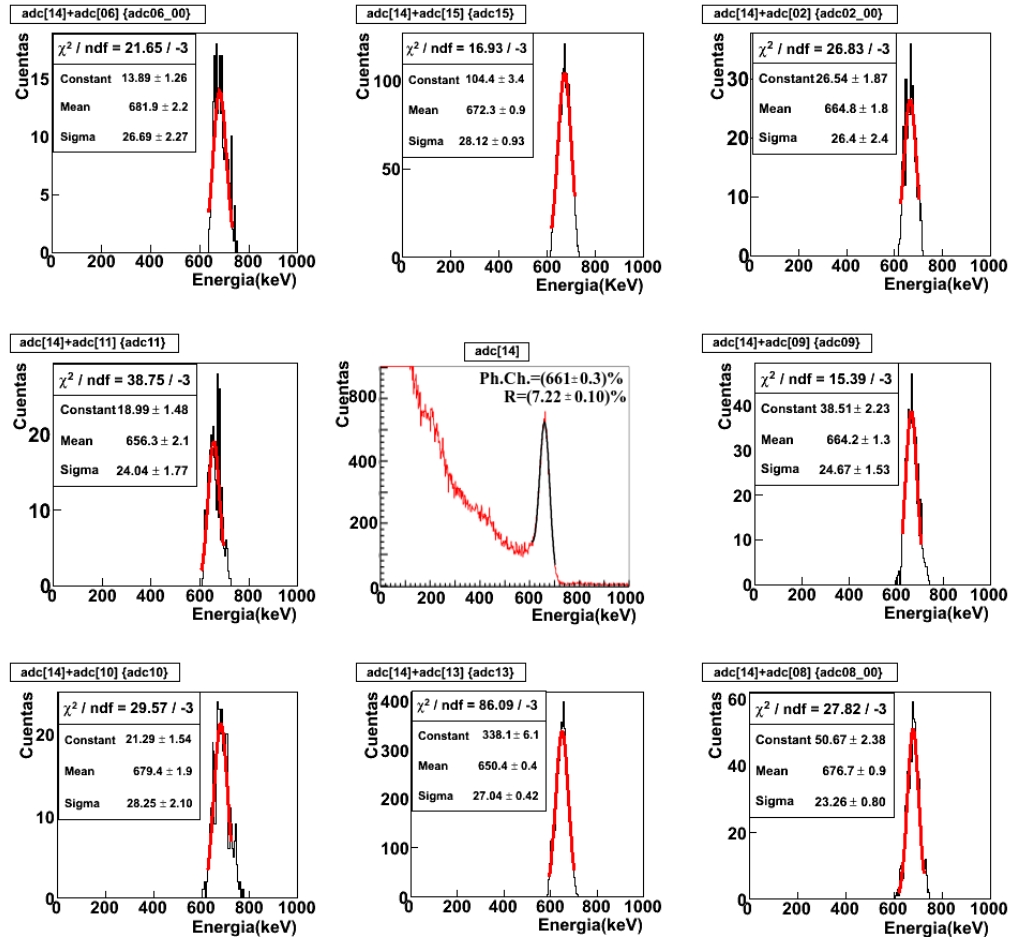 adc[14]+adc[06] {adc06_00}
Cuentas
χ² / ndf = 21.65 / -3
Constant 13.89 ± 1.26
Mean 681.9 ± 2.2
Sigma 26.69 ± 2.27
15
10
5
0
0 200 400 600 800 1000
Energia(keV)
adc[14]+adc[15] {adc15}
Cuentas
χ² / ndf = 16.93 / -3
Constant 104.4 ± 3.4
Mean 672.3 ± 0.9
Sigma 28.12 ± 0.93
100
50
0
0 200 400 600 800 1000
Energia(KeV)
adc[14]+adc[02] {adc02_00}
Cuentas
χ² / ndf = 26.83 / -3
Constant 26.54 ± 1.87
Mean 664.8 ± 1.8
Sigma 26.4 ± 2.4
30
20
10
0
0 200 400 600 800 1000
Energia(keV)
adc[14]+adc[11] {adc11}
Cuentas
χ² / ndf = 38.75 / -3
Constant 18.99 ± 1.48
Mean 656.3 ± 2.1
Sigma 24.04 ± 1.77
20
10
0
0 200 400 600 800 1000
Energia(keV)
adc[14]
Cuentas
Ph.Ch.=(661±0.3)%
R=(7.22 ± 0.10)%
800
600
400
200
0
0 200 400 600 800 1000
Energia(keV)
adc[14]+adc[09] {adc09}
Cuentas
χ² / ndf = 15.39 / -3
Constant 38.51 ± 2.23
Mean 664.2 ± 1.3
Sigma 24.67 ± 1.53
40
30
20
10
0
0 200 400 600 800 1000
Energia(keV)
adc[14]+adc[10] {adc10}
Cuentas
χ² / ndf = 29.57 / -3
Constant 21.29 ± 1.54
Mean 679.4 ± 1.9
Sigma 28.25 ± 2.10
20
10
0
0 200 400 600 800 1000
Energia(keV)
adc[14]+adc[13] {adc13}
Cuentas
χ² / ndf = 86.09 / -3
Constant 338.1 ± 6.1
Mean 650.4 ± 0.4
Sigma 27.04 ± 0.42
400
300
200
100
0
0 200 400 600 800 1000
Energia(keV)
adc[14]+adc[08] {adc08_00}
Cuentas
χ² / ndf = 27.82 / -3
Constant 50.67 ± 2.38
Mean 676.7 ± 0.9
Sigma 23.26 ± 0.80
60
40
20
0
0 200 400 600 800 1000
Energia(keV)